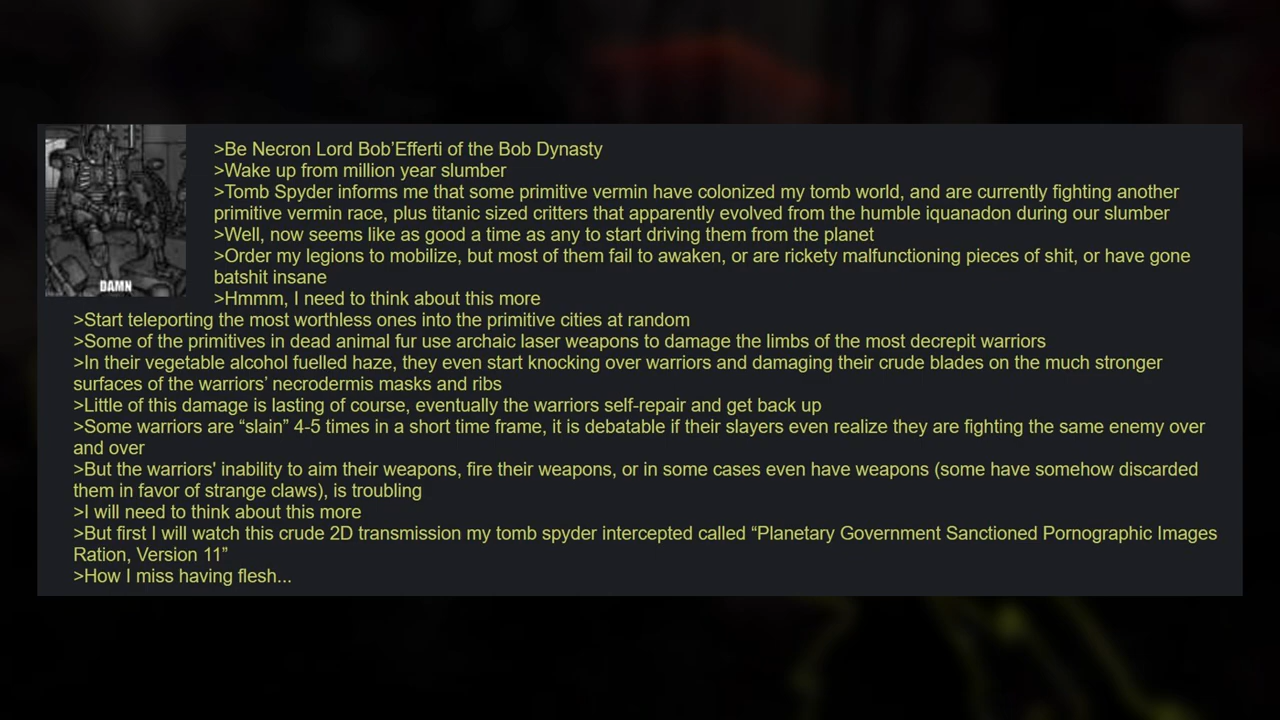 >Be Necron Lord Bob’Efferti of the Bob Dynasty
>Wake up from million year slumber
>Tomb Spyder informs me that some primitive vermin have colonized my tomb world, and are currently fighting another
primitive vermin race, plus titanic sized critters that apparently evolved from the humble iquanadon during our slumber
>Well, now seems like as good a time as any to start driving them from the planet
>Order my legions to mobilize, but most of them fail to awaken, or are rickety malfunctioning pieces of shit, or have gone
batshit insane
DAMN
>Hmmm, I need to think about this more
>Start teleporting the most worthless ones into the primitive cities at random
>Some of the primitives in dead animal fur use archaic laser weapons to damage the limbs of the most decrepit warriors
>In their vegetable alcohol fuelled haze, they even start knocking over warriors and damaging their crude blades on the much stronger
surfaces of the warriors’ necrodermis masks and ribs
>Little of this damage is lasting of course, eventually the warriors self-repair and get back up
>Some warriors are “slain” 4-5 times in a short time frame, it is debatable if their slayers even realize they are fighting the same enemy over
and over
>But the warriors' inability to aim their weapons, fire their weapons, or in some cases even have weapons (some have somehow discarded
them in favor of strange claws), is troubling
>I will need to think about this more
>But first I will watch this crude 2D transmission my tomb spyder intercepted called “Planetary Government Sanctioned Pornographic Images
Ration, Version 11”
>How I miss having flesh...